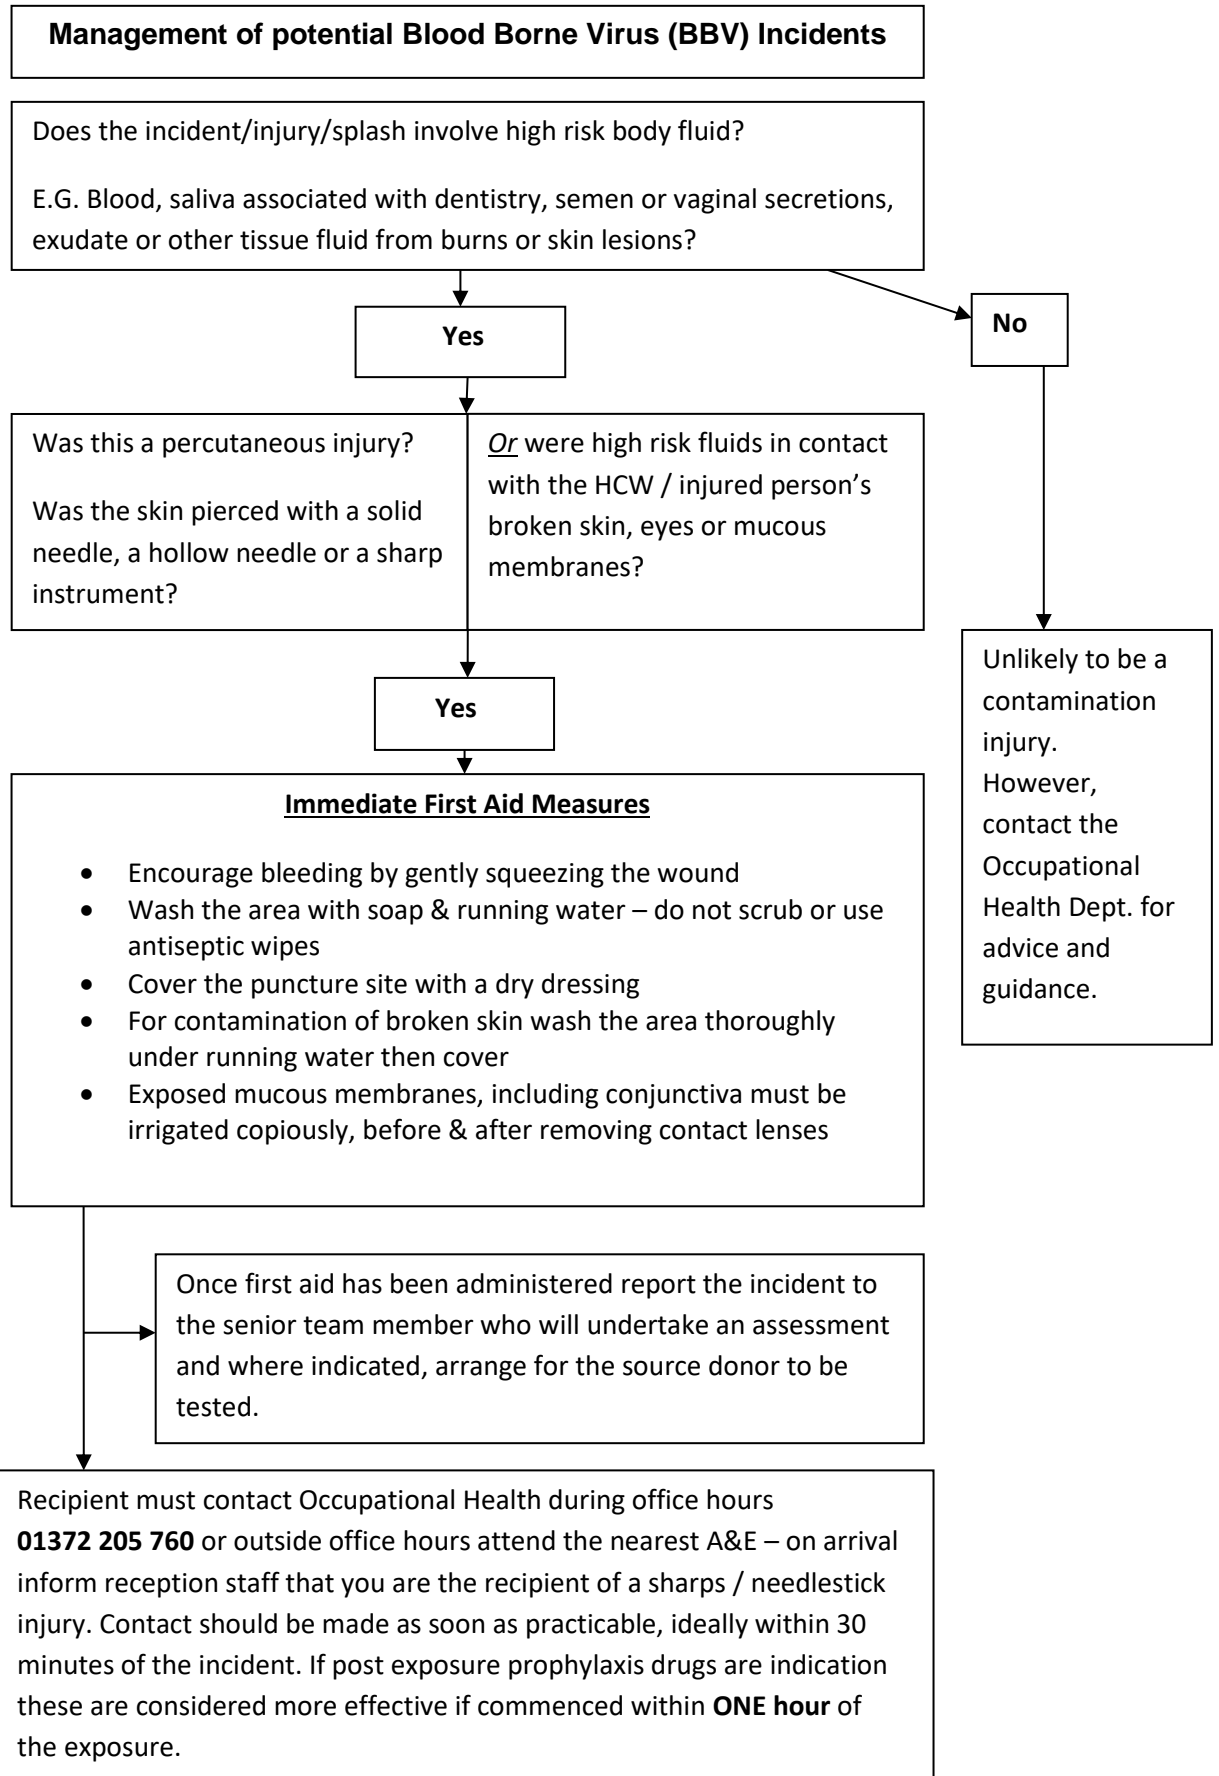 Management of potential Blood Borne Virus (BBV) Incidents
Does the incident/injury/splash involve high risk body fluid?
E.G. Blood, saliva associated with dentistry, semen or vaginal secretions,
exudate or other tissue fluid from burns or skin lesions?
Yes
No
Was this a percutaneous injury?
Was the skin pierced with a solid
needle, a hollow needle or a sharp
instrument?
Or were high risk fluids in contact
with the HCW / injured person’s
broken skin, eyes or mucous
membranes?
Yes
Unlikely to be a
contamination
injury.
However,
contact the
Occupational
Health Dept. for
advice and
guidance.
Immediate First Aid Measures
• Encourage bleeding by gently squeezing the wound
• Wash the area with soap & running water – do not scrub or use
antiseptic wipes
• Cover the puncture site with a dry dressing
• For contamination of broken skin wash the area thoroughly
under running water then cover
• Exposed mucous membranes, including conjunctiva must be
irrigated copiously, before & after removing contact lenses
Once first aid has been administered report the incident to
the senior team member who will undertake an assessment
and where indicated, arrange for the source donor to be
tested.
Recipient must contact Occupational Health during office hours
01372 205 760 or outside office hours attend the nearest A&E – on arrival
inform reception staff that you are the recipient of a sharps / needlestick
injury. Contact should be made as soon as practicable, ideally within 30
minutes of the incident. If post exposure prophylaxis drugs are indication
these are considered more effective if commenced within ONE hour of
the exposure.